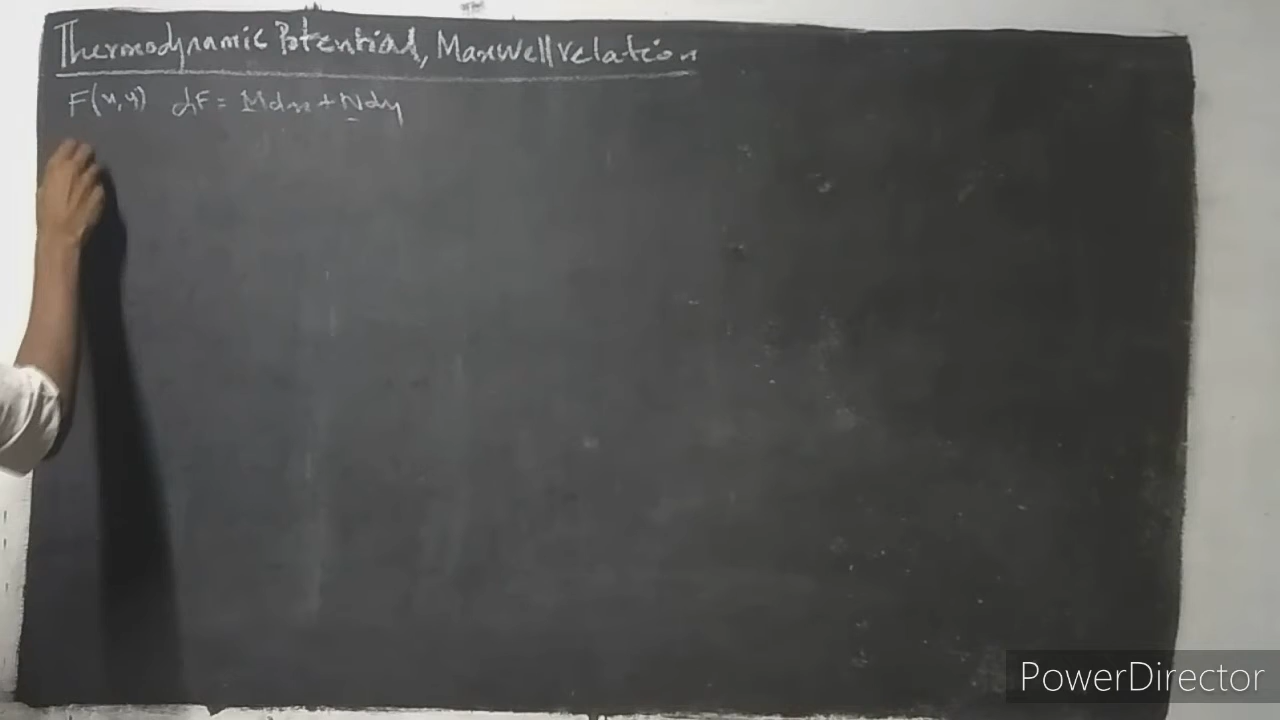 Thermodynamic Potential, Maxwell relation
F(x,y) dF = Mdx + Ndy
PowerDirector